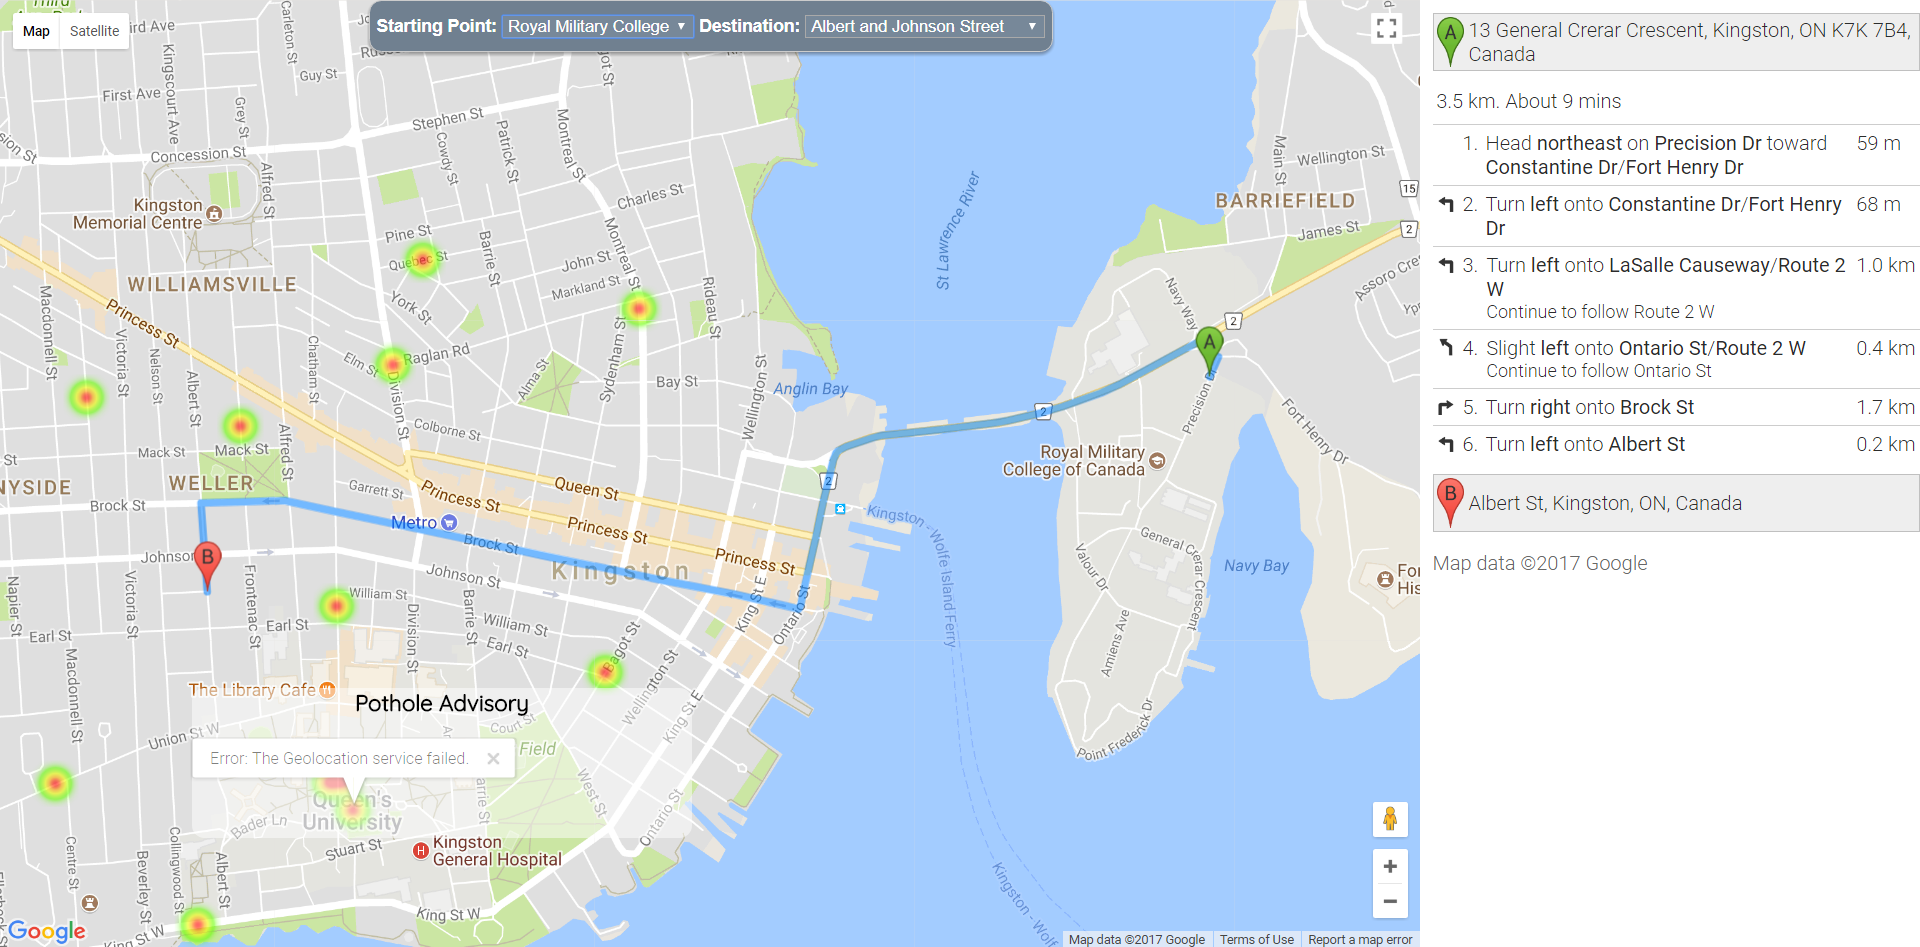 Map
Satellite
Starting Point: Royal Military College Destination: Albert and Johnson Street
Third
ird Ave
First Ave
Kingscourt Ave
Carleton St
Guy St
Grey St
Stephen St
Concession St
Alfred St
Cowdy St
Patrick St
Montreal St
Charles St
Kingston
Memorial Centre
Pine St
Quebec St
Barrie St
John St
Markland St
Montreal St
Rideau St
WILLIAMSVILLE
York St
Princess St
Macdonnell St
Victoria St
Nelson St
Albert St
Chatham St
Elm St
Raglan Rd
Division St
Sydenham St
Alma St
Bay St
Wellington St
Anglin Bay
St Lawrence River
BARRIEFIELD
Main St
Wellington St
15
2
James St
Assoro Cres
Navy Way
2
A
2
Precision Dr
Fort Henry Dr
Royal Military
College of Canada
Mack St
Mack St
Colborne St
Alfred St
WELLER
NYSIDE
Brock St
Garrett St
Princess St
Queen St
Princess St
Princess St
Metro
Brock St
Kingston
2
Kingston - Wolfe Island Ferry
General Crerar Crescent
Valour Dr
Amiens Ave
Navy Bay
Point Frederick Dr
For
His
Johnson
B
Johnson St
Victoria St
Frontenac St
Napier St
William St
William St
Earl St
Earl St
Earl St
Division St
Barrie St
King St E
Ontario St
Bagot St
Wellington St
King St E
Macdonnell St
The Library Cafe
Pothole Advisory
Union St W
Court St
Field
Error: The Geolocation service failed.
West St
Queen's
University
Bader Ln
Stuart St
Ontario St
Kingston
General Hospital
Centre St
Beverley St
Collingwood St
Albert St
King St W
King St W
Kingston - Wolf
Google
Map data ©2017 Google
Terms of Use
Report a map error
A
13 General Crerar Crescent, Kingston, ON K7K 7B4,
Canada
3.5 km. About 9 mins
1. Head northeast on Precision Dr toward 59 m
Constantine Dr/Fort Henry Dr
2. Turn left onto Constantine Dr/Fort Henry 68 m
Dr
3. Turn left onto LaSalle Causeway/Route 2 1.0 km
W
Continue to follow Route 2 W
4. Slight left onto Ontario St/Route 2 W 0.4 km
Continue to follow Ontario St
5. Turn right onto Brock St 1.7 km
6. Turn left onto Albert St 0.2 km
B
Albert St, Kingston, ON, Canada
Map data ©2017 Google